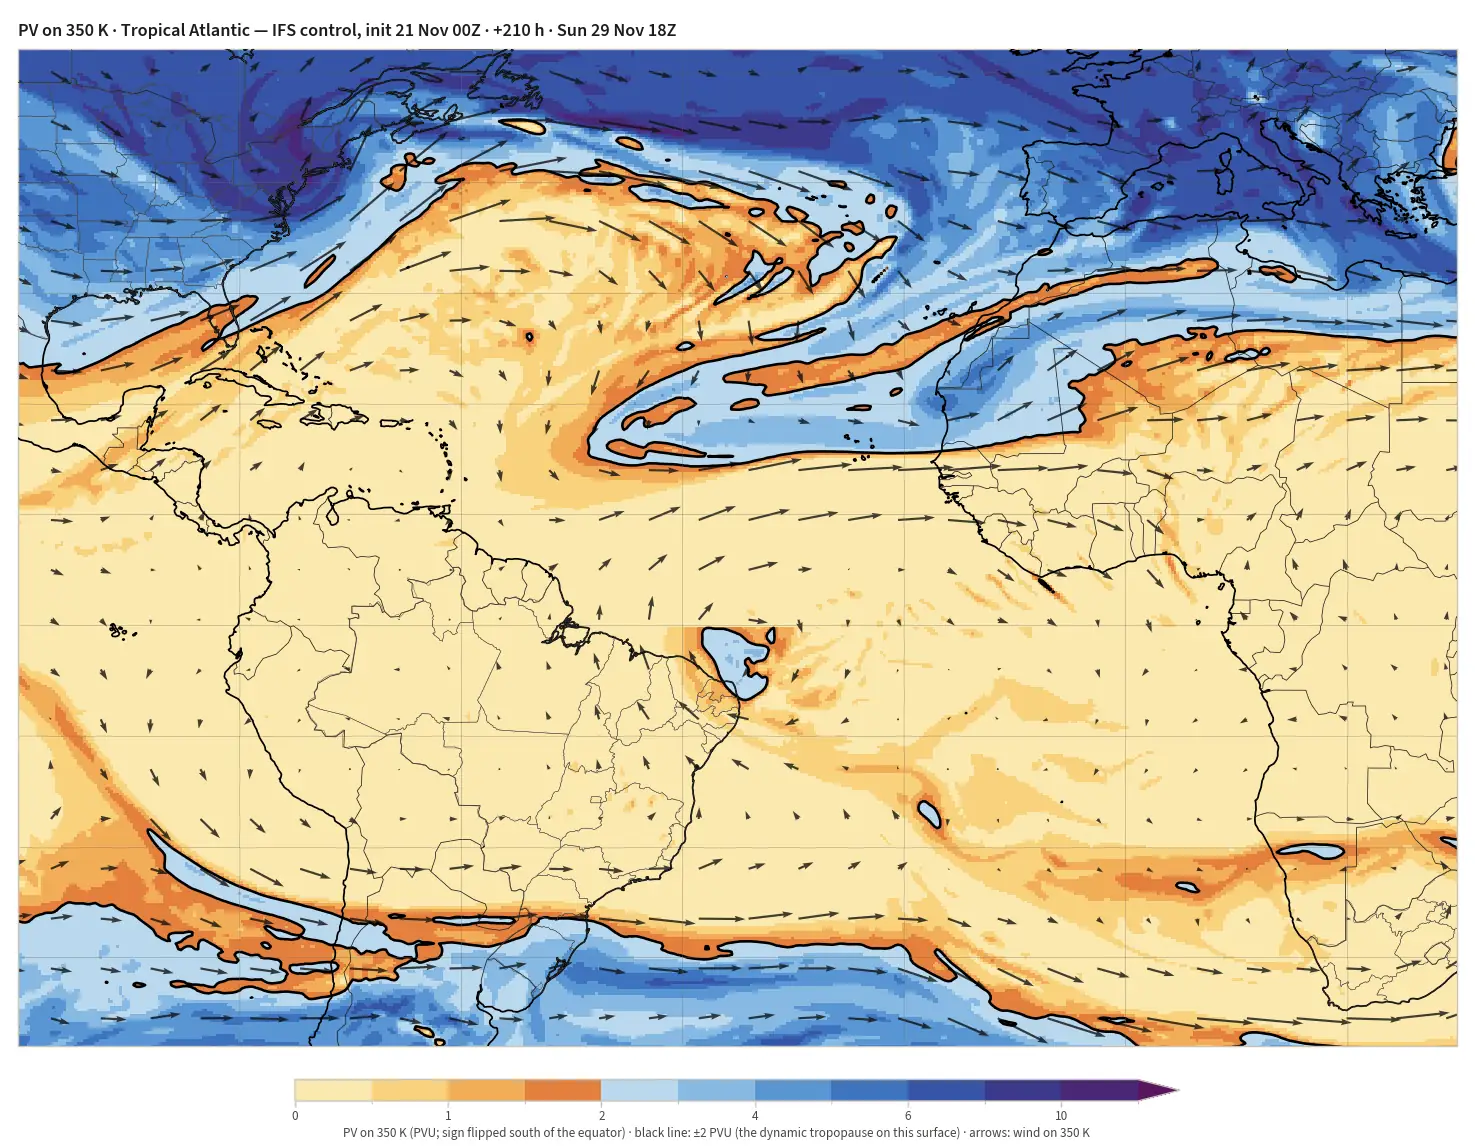 PV on 350 K · Tropical Atlantic — IFS control, init 21 Nov 00Z · +210 h · Sun 29 Nov 18Z
0 1 2 4 6 10
PV on 350 K (PVU; sign flipped south of the equator) · black line: ±2 PVU (the dynamic tropopause on this surface) · arrows: wind on 350 K